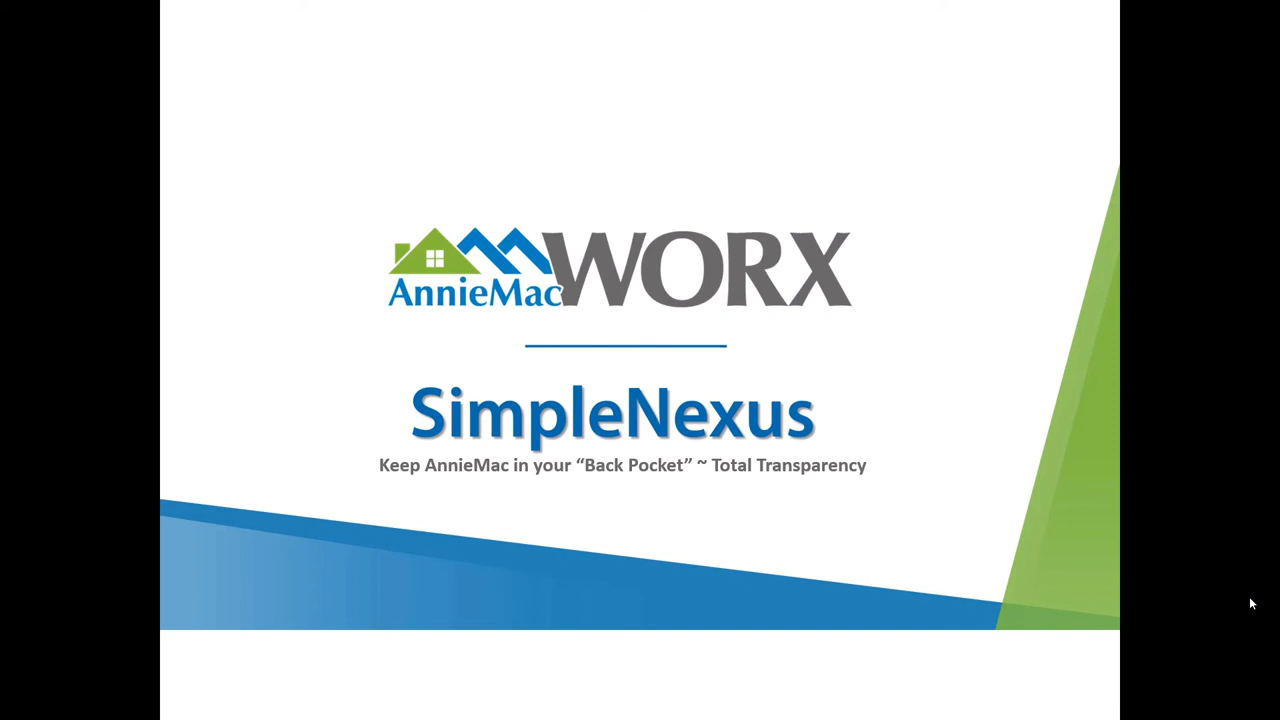 AnnieMac WORX
SimpleNexus
Keep AnnieMac in your “Back Pocket” ~ Total Transparency